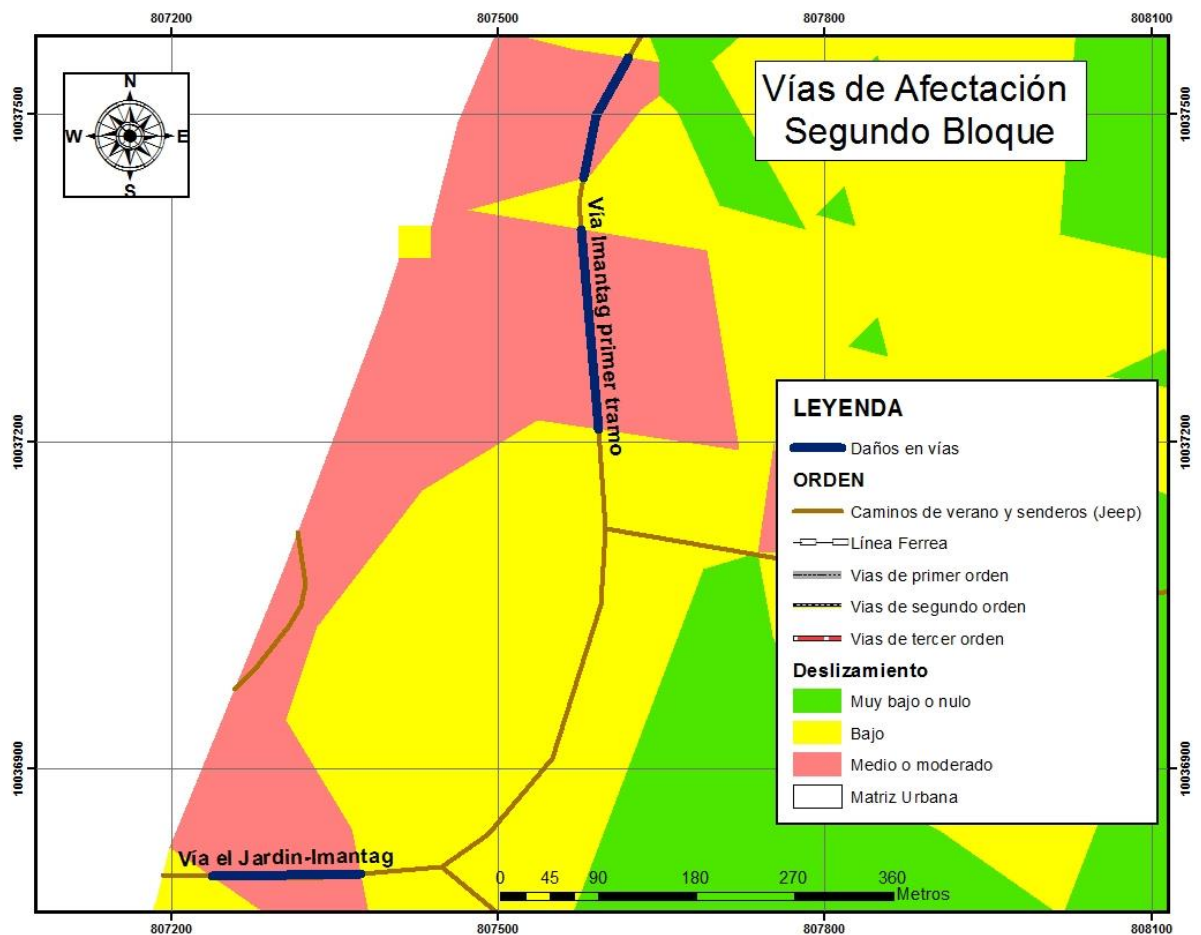 807200 807500 807800 808100
N
W E
S
Vías de Afectación
Segundo Bloque
10037500 10037500
Vía Imantag primer tramo
10037200 10037200
LEYENDA
Daños en vías
ORDEN
Caminos de verano y senderos (Jeep)
Línea Ferrea
Vias de primer orden
Vias de segundo orden
Vias de tercer orden
Deslizamiento
Muy bajo o nulo
Bajo
Medio o moderado
Matriz Urbana
10036900 10036900
Vía el Jardin-Imantag
0 45 90 180 270 360
Metros
807200 807500 807800 808100